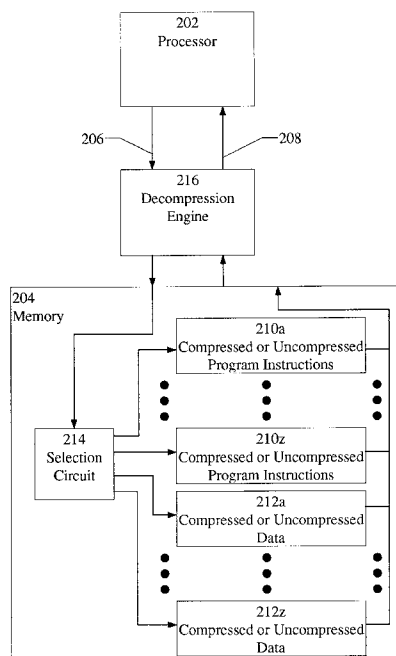 202
Processor
206
208
216
Decompression
Engine
204
Memory
210a
Compressed or Uncompressed
Program Instructions
214
Selection
Circuit
210z
Compressed or Uncompressed
Program Instructions
212a
Compressed or Uncompressed
Data
212z
Compressed or Uncompressed
Data